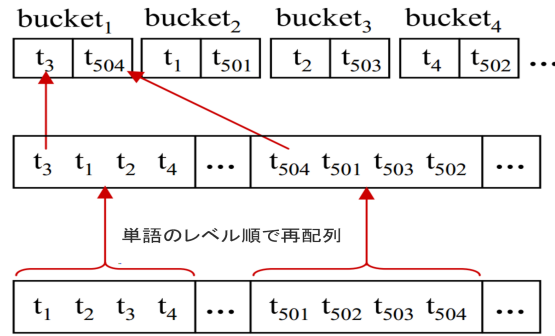 bucket₁ bucket₂ bucket₃ bucket₄
t₃ t₅₀₄ t₁ t₅₀₁ t₂ t₅₀₃ t₄ t₅₀₂ ...
t₃ t₁ t₂ t₄ ... t₅₀₄ t₅₀₁ t₅₀₃ t₅₀₂ ...
単語のレベル順で再配列
t₁ t₂ t₃ t₄ ... t₅₀₁ t₅₀₂ t₅₀₃ t₅₀₄ ...